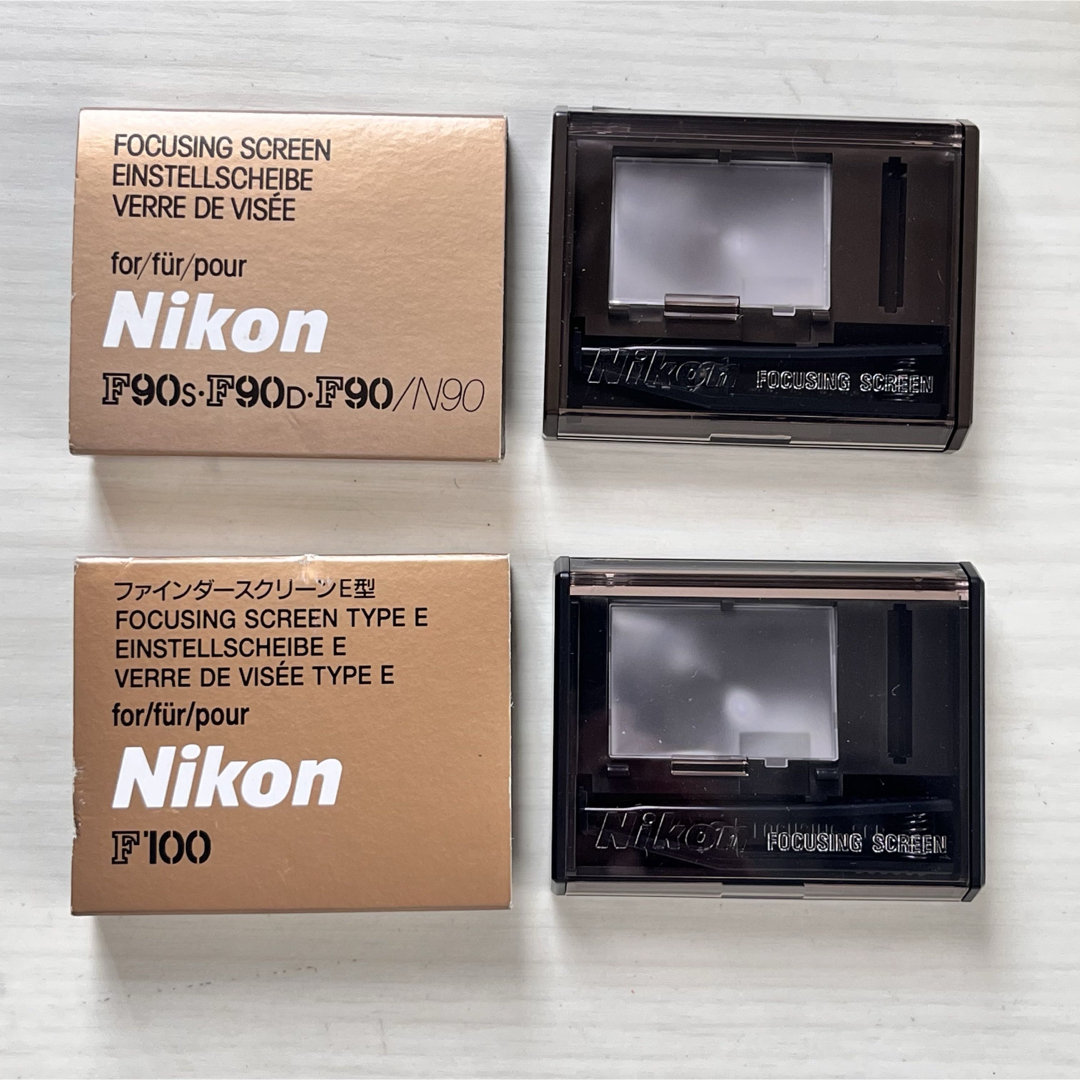 FOCUSING SCREEN
EINSTELLSCHEIBE
VERRE DE VISÉE
for/für/pour
Nikon
F90S·F90D·F90/N90
Nikon FOCUSING SCREEN
ファインダースクリーンE型
FOCUSING SCREEN TYPE E
EINSTELLSCHEIBE E
VERRE DE VISÉE TYPE E
for/für/pour
Nikon
F100
Nikon FOCUSING SCREEN